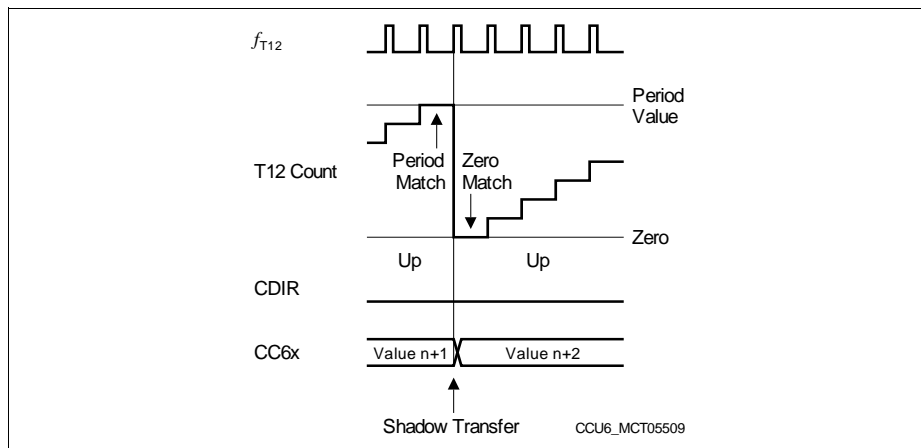 fT12
Period
Value
T12 Count
Period
Match
Zero
Match
Zero
Up
Up
CDIR
CC6x
Value n+1
Value n+2
Shadow Transfer
CCU6_MCT05509